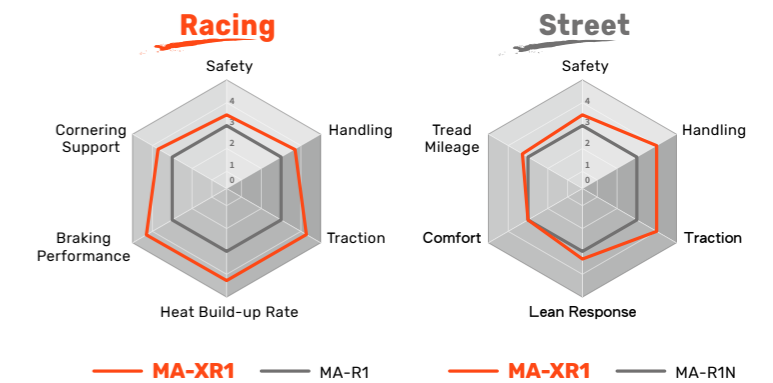 Racing
Street
Safety
4
3
2
1
0
Handling
Traction
Heat Build-up Rate
Braking
Performance
Cornering
Support
Safety
4
3
2
1
0
Handling
Traction
Lean Response
Comfort
Tread
Mileage
MA-XR1
MA-R1
MA-XR1
MA-R1N